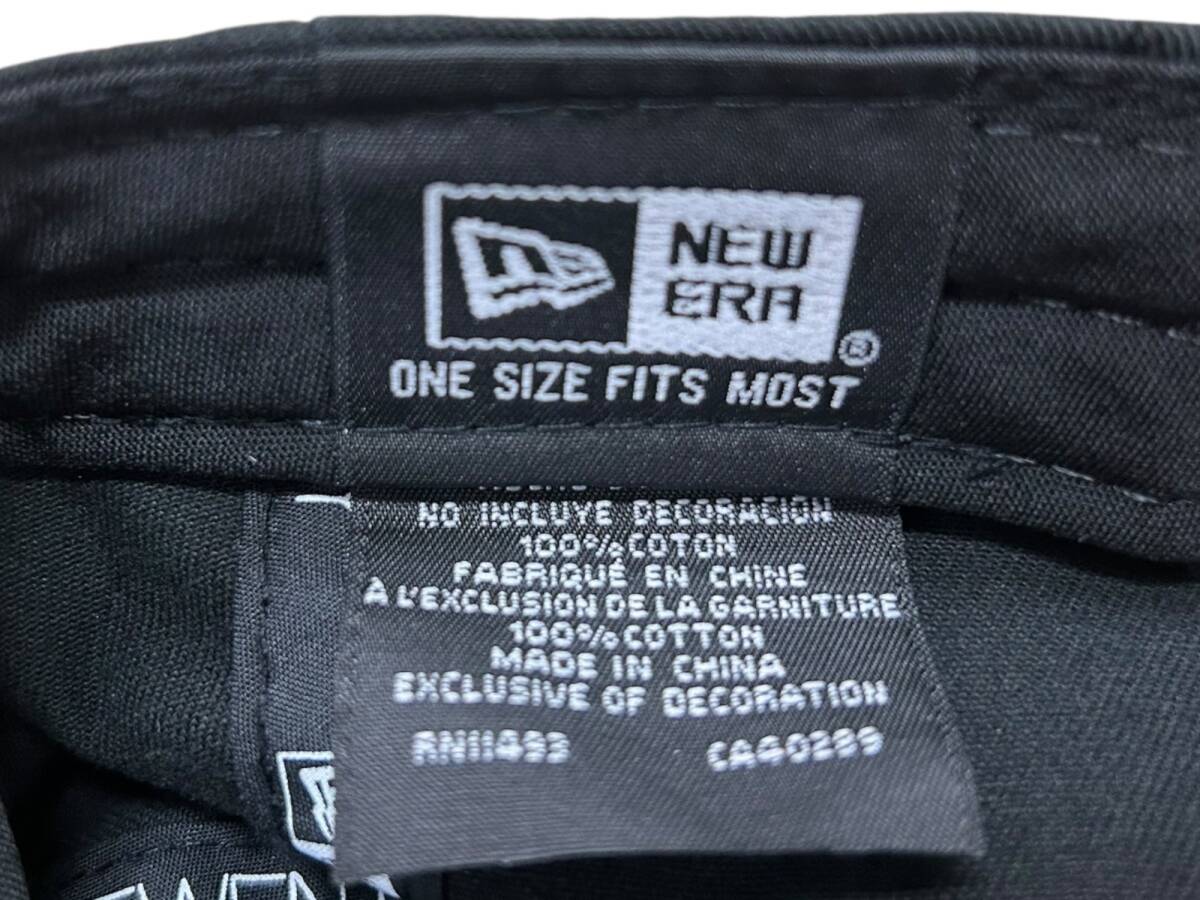 NEW
ERA
®
ONE SIZE FITS MOST
NO INCLUYE DECORACION
100% COTON
FABRIQUÉ EN CHINE
À L'EXCLUSION DE LA GARNITURE
100% COTTON
MADE IN CHINA
EXCLUSIVE OF DECORATION
RN11493 CA40289